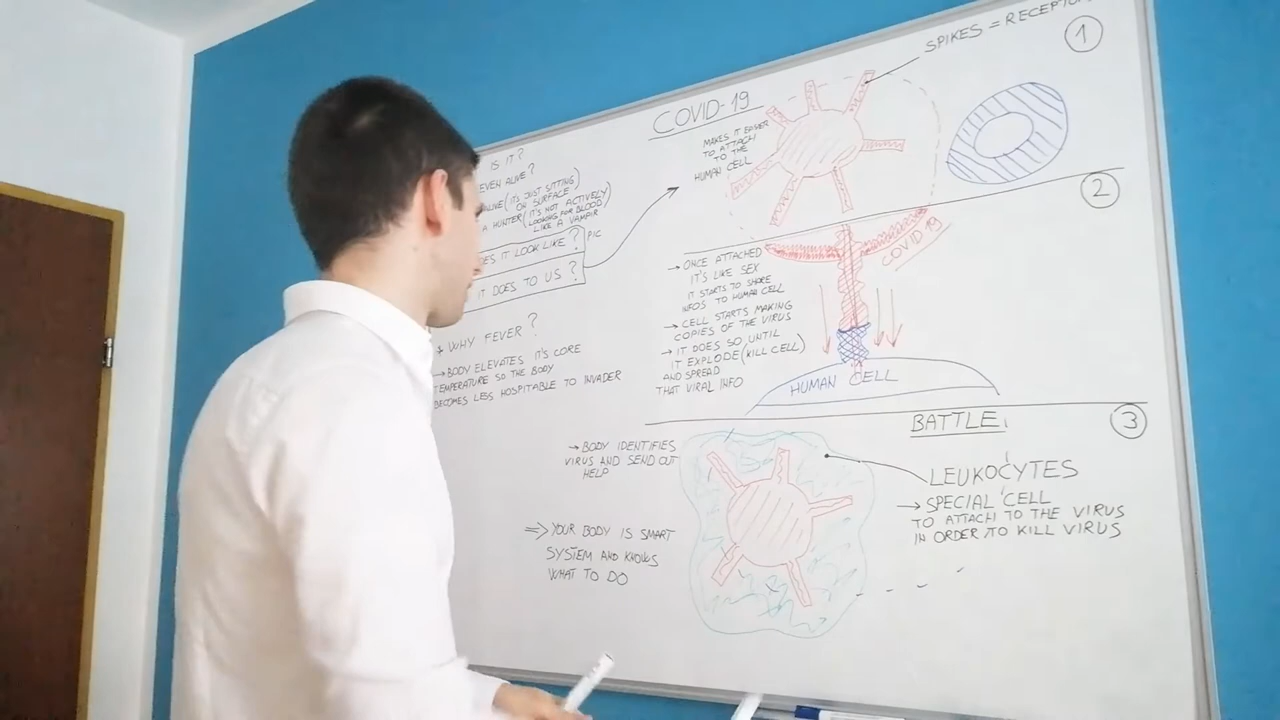 COVID-19
IS IT?
EVEN ALIVE?
ALIVE (IT'S JUST SITTING
ON SURFACE)
A HUNTER (IT'S NOT ACTIVELY
LOOKING FOR BLOOD
LIKE A VAMPIR
ES IT LOOK LIKE? PIC
IT DOES TO US?
* WHY FEVER?
→ BODY ELEVATES IT'S CORE
TEMPERATURE SO THE BODY
BECOMES LESS HOSPITABLE TO INVADER
1
SPIKES = RECEPTO
MAKES IT
TO ATTACH
TO THE
HUMAN CELL
2
→ ONCE ATTACHED
IT'S LIKE SEX
IT STARTS TO SHARE
INFOS TO HUMAN CELL
→ CELL STARTS MAKING
COPIES OF THE VIRUS
→ IT DOES SO UNTIL
IT EXPLODE (KILL CELL)
AND SPREAD
THAT VIRAL INFO
COVID 19
HUMAN CELL
3
BATTLE
→ BODY IDENTIFIES
VIRUS AND SEND OUT
HELP
⇒ YOUR BODY IS SMART
SYSTEM AND KNOWS
WHAT TO DO
LEUKOCYTES
→ SPECIAL CELL
TO ATTACH TO THE VIRUS
IN ORDER TO KILL VIRUS